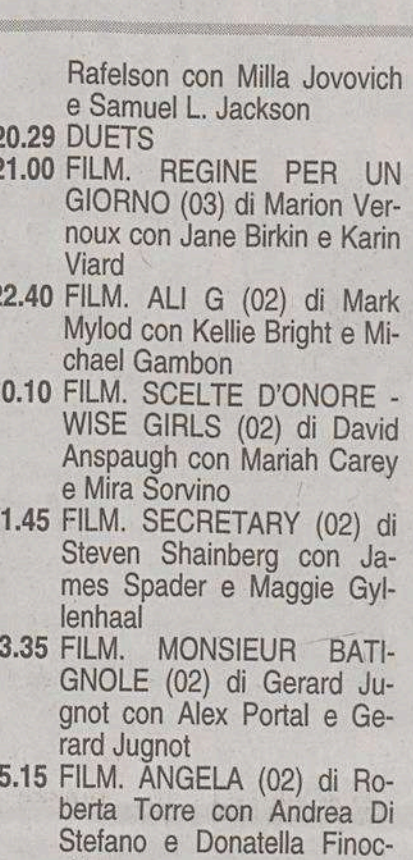 Rafelson con Milla Jovovich
e Samuel L. Jackson
20.29 DUETS
21.00 FILM. REGINE PER UN
GIORNO (03) di Marion Ver-
noux con Jane Birkin e Karin
Viard
22.40 FILM. ALI G (02) di Mark
Mylod con Kellie Bright e Mi-
chael Gambon
0.10 FILM. SCELTE D'ONORE -
WISE GIRLS (02) di David
Anspaugh con Mariah Carey
e Mira Sorvino
1.45 FILM. SECRETARY (02) di
Steven Shainberg con Ja-
mes Spader e Maggie Gyl-
lenhaal
3.35 FILM. MONSIEUR BATI-
GNOLE (02) di Gerard Ju-
gnot con Alex Portal e Ge-
rard Jugnot
5.15 FILM. ANGELA (02) di Ro-
berta Torre con Andrea Di
Stefano e Donatella Finoc-